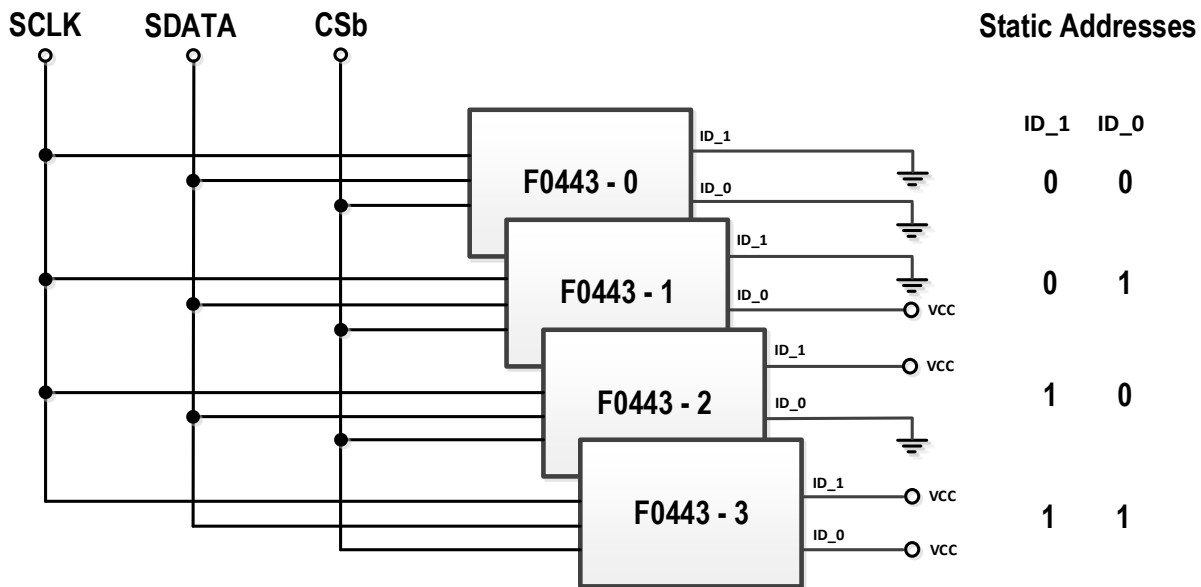 SCLK SDATA CSb Static Addresses
ID_1 ID_0
ID_1
F0443 - 0 0 0
ID_0
ID_1
F0443 - 1 0 1
ID_0 VCC
ID_1 VCC
F0443 - 2 1 0
ID_0
ID_1 VCC
F0443 - 3 1 1
ID_0 VCC